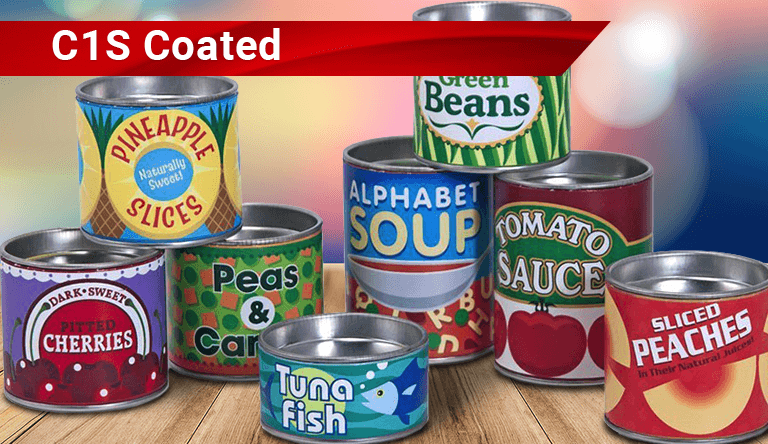 C1S Coated
Green
Beans
PINEAPPLE
Naturally
Sweet!
SLICES
ALPHABET
SOUP
TOMATO
SAUCE
DARK • SWEET
PITTED
CHERRIES
Peas
&
Tuna
fish
SLICED
PEACHES
In Their Natural Juices!